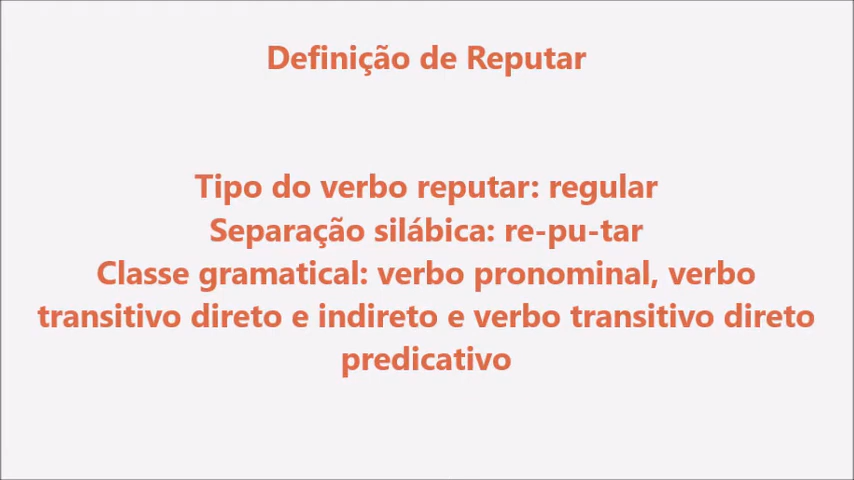 Definição de Reputar
Tipo do verbo reputar: regular
Separação silábica: re-pu-tar
Classe gramatical: verbo pronominal, verbo
transitivo direto e indireto e verbo transitivo direto
predicativo